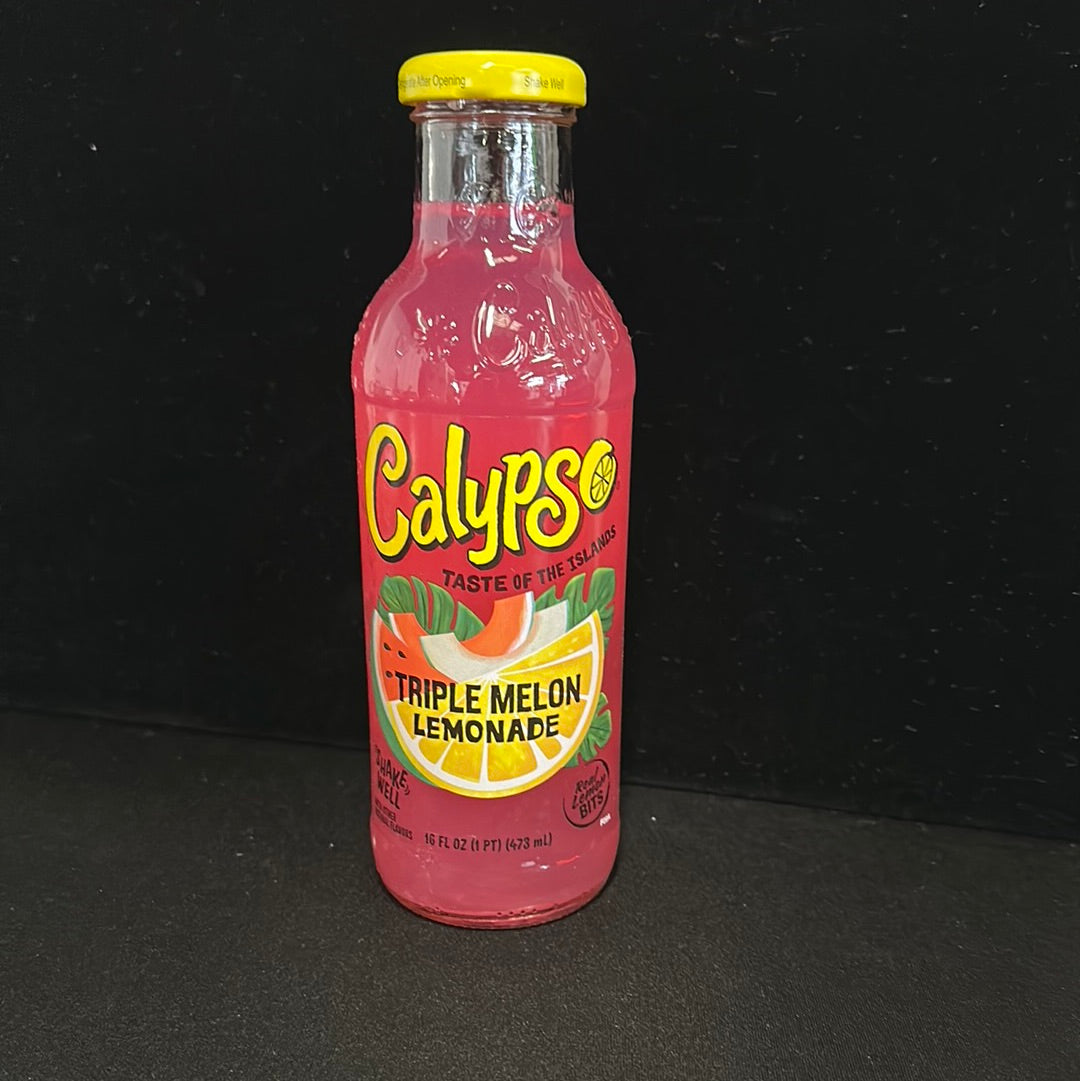 After Opening Shake Well
Calypso
TASTE OF THE ISLANDS
TRIPLE MELON
LEMONADE
SHAKE
WELL
Real
Lemon
BITS
FLAVORS
16 FL OZ (1 PT) (473 mL)